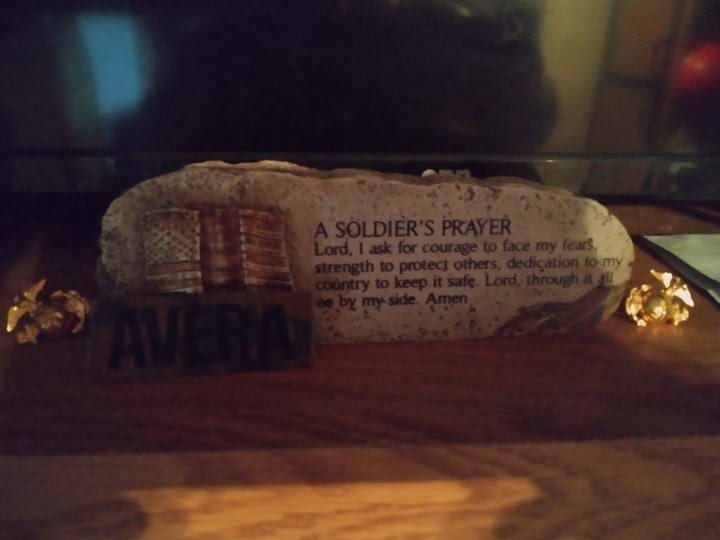 A SOLDIER'S PRAYER
Lord, I ask for courage to face my fears,
strength to protect others, dedication to my
country to keep it safe. Lord, through it all
be by my side. Amen
AVERA